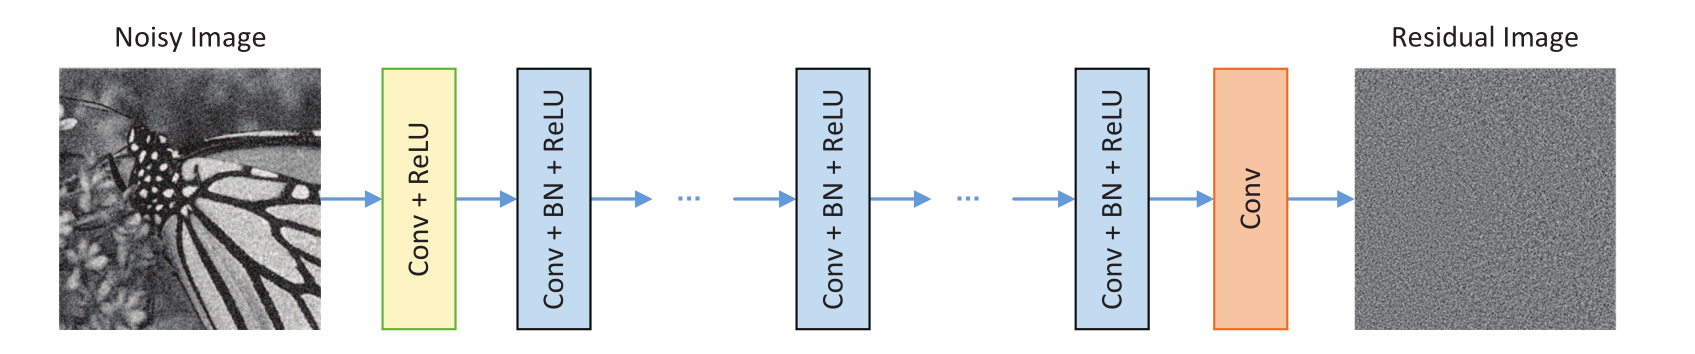 Noisy Image
Conv + ReLU
Conv + BN + ReLU
...
Conv + BN + ReLU
...
Conv + BN + ReLU
Conv
Residual Image